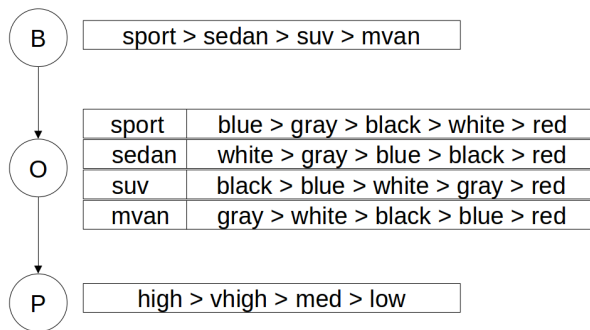 B sport > sedan > suv > mvan
sport blue > gray > black > white > red
sedan white > gray > blue > black > red
O
suv black > blue > white > gray > red
mvan gray > white > black > blue > red
P high > vhigh > med > low